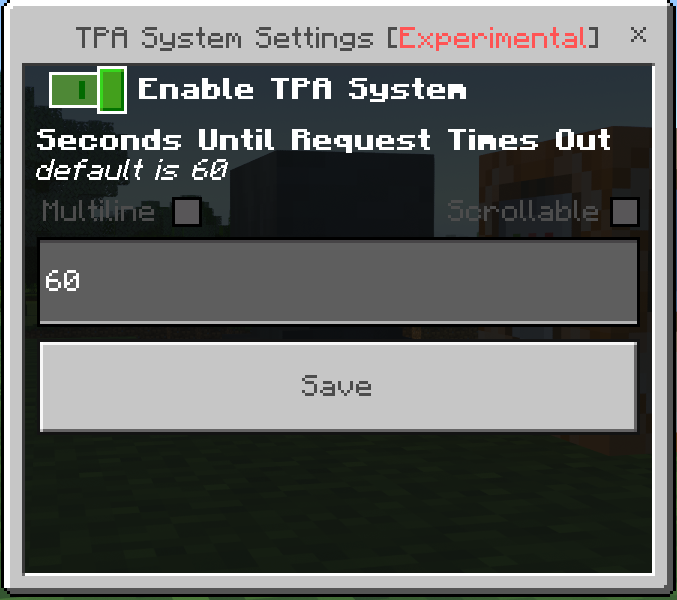 TPA System Settings [Experimental] ×
Enable TPA System
Seconds Until Request Times Out
default is 60
Multiline Scrollable
60
Save